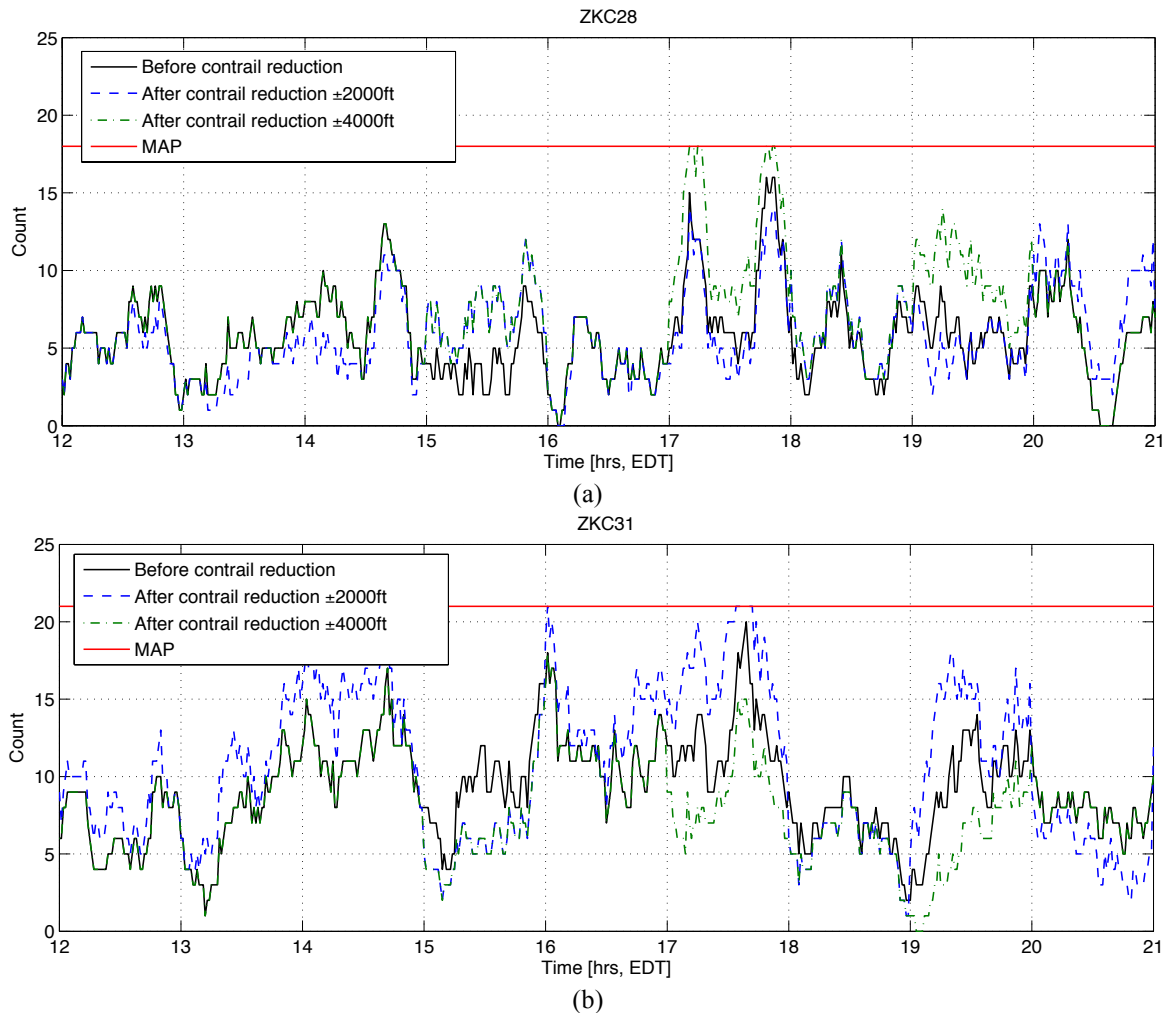 ZKC28
25
Before contrail reduction
After contrail reduction ±2000ft
After contrail reduction ±4000ft
MAP
20
15
10
5
0
Count
12 13 14 15 16 17 18 19 20 21
Time [hrs, EDT]
(a)
ZKC31
25
Before contrail reduction
After contrail reduction ±2000ft
After contrail reduction ±4000ft
MAP
20
15
10
5
0
Count
12 13 14 15 16 17 18 19 20 21
Time [hrs, EDT]
(b)